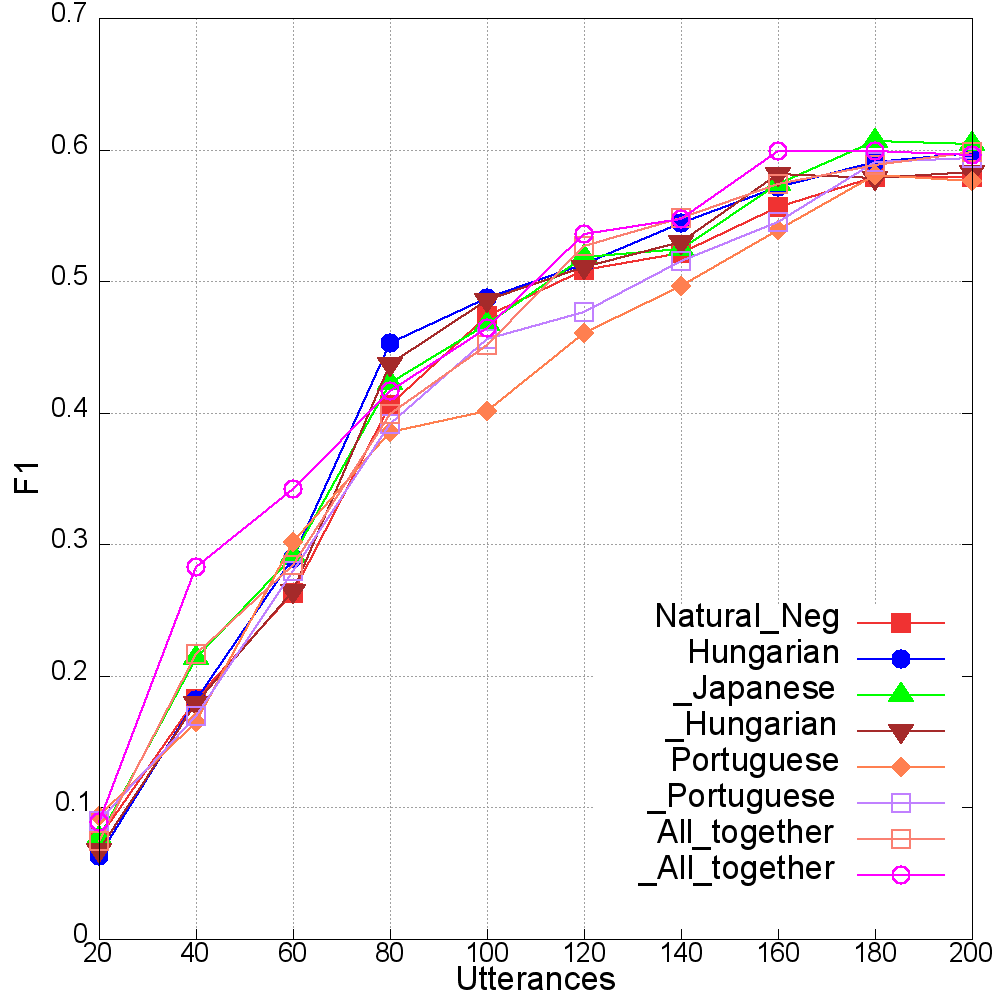 0.7
0.6
0.5
0.4
0.3
0.2
0.1
0
F1
Natural_Neg
Hungarian
_Japanese
_Hungarian
Portuguese
_Portuguese
All_together
_All_together
20 40 60 80 100 120 140 160 180 200
Utterances